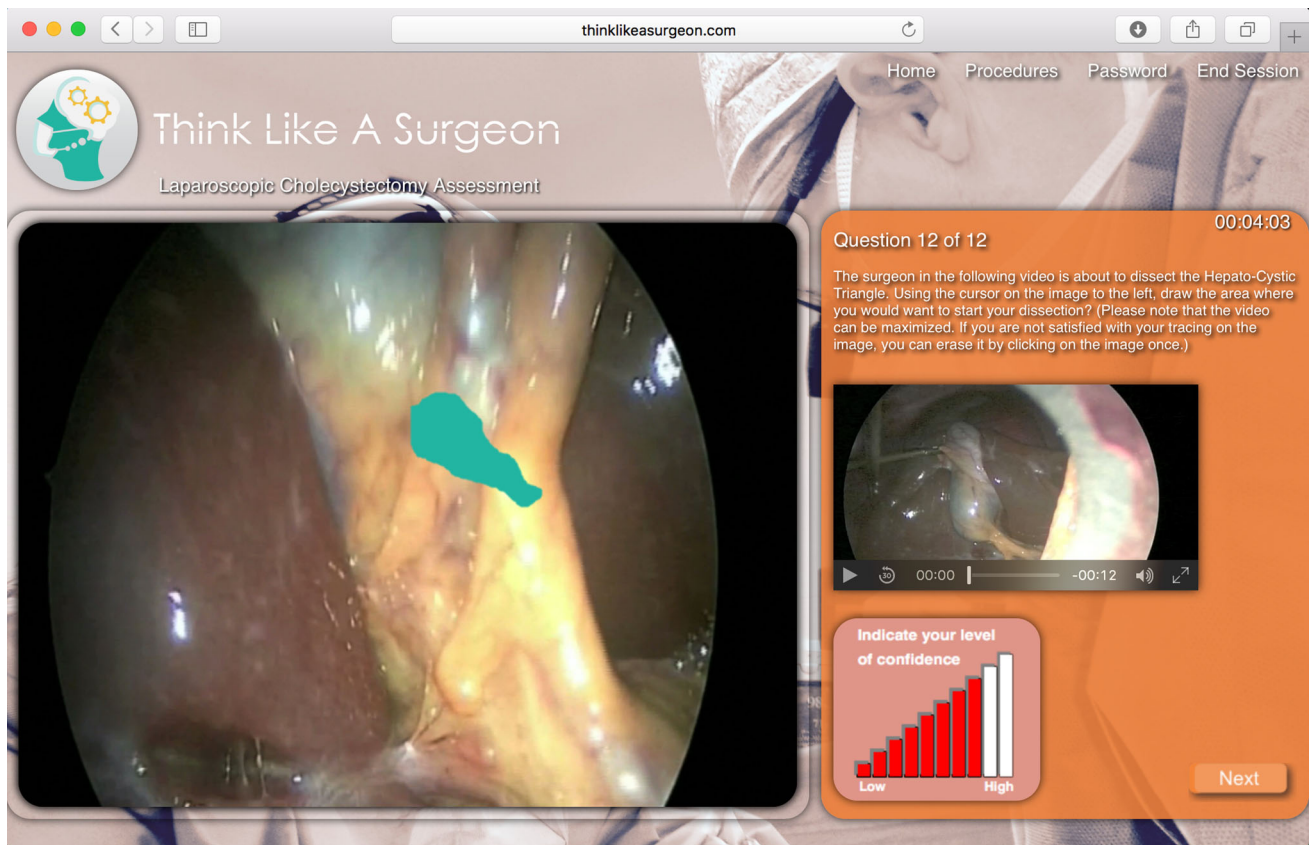 thinklikeasurgeon.com
Home Procedures Password End Session
Think Like A Surgeon
Laparoscopic Cholecystectomy Assessment
00:04:03
Question 12 of 12
The surgeon in the following video is about to dissect the Hepato-Cystic
Triangle. Using the cursor on the image to the left, draw the area where
you would want to start your dissection? (Please note that the video
can be maximized. If you are not satisfied with your tracing on the
image, you can erase it by clicking on the image once.)
30
00:00
-00:12
Indicate your level
of confidence
Low
High
Next